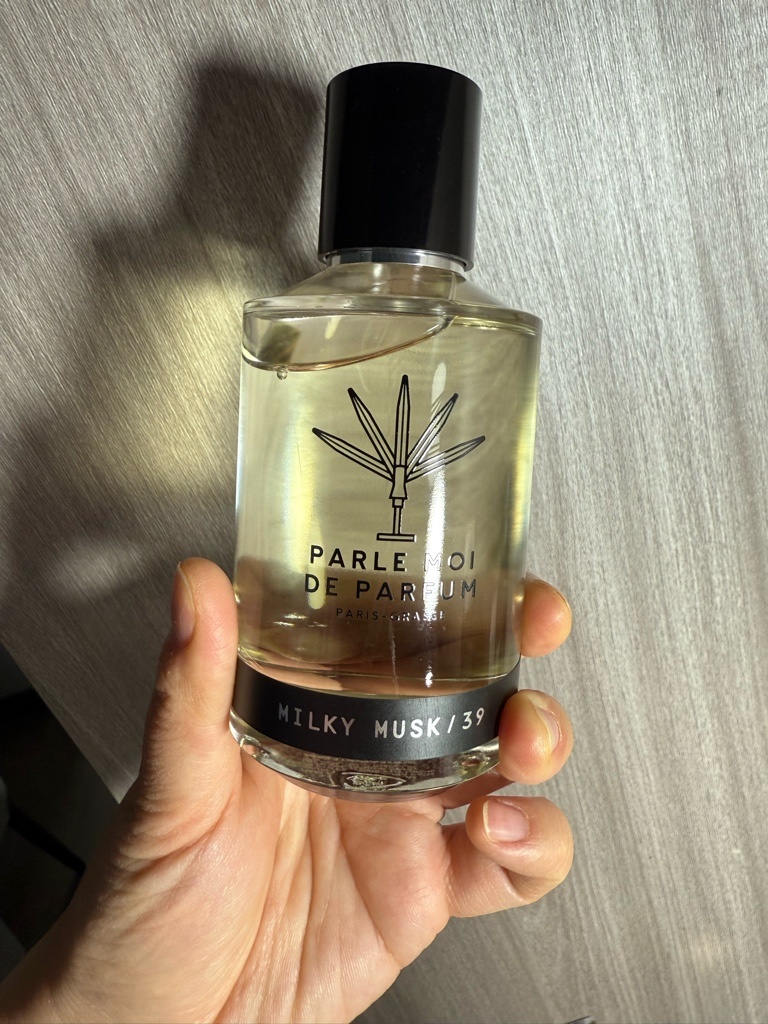 PARLE MOI
DE PARFUM
PARIS-GRASSE
MILKY MUSK/39